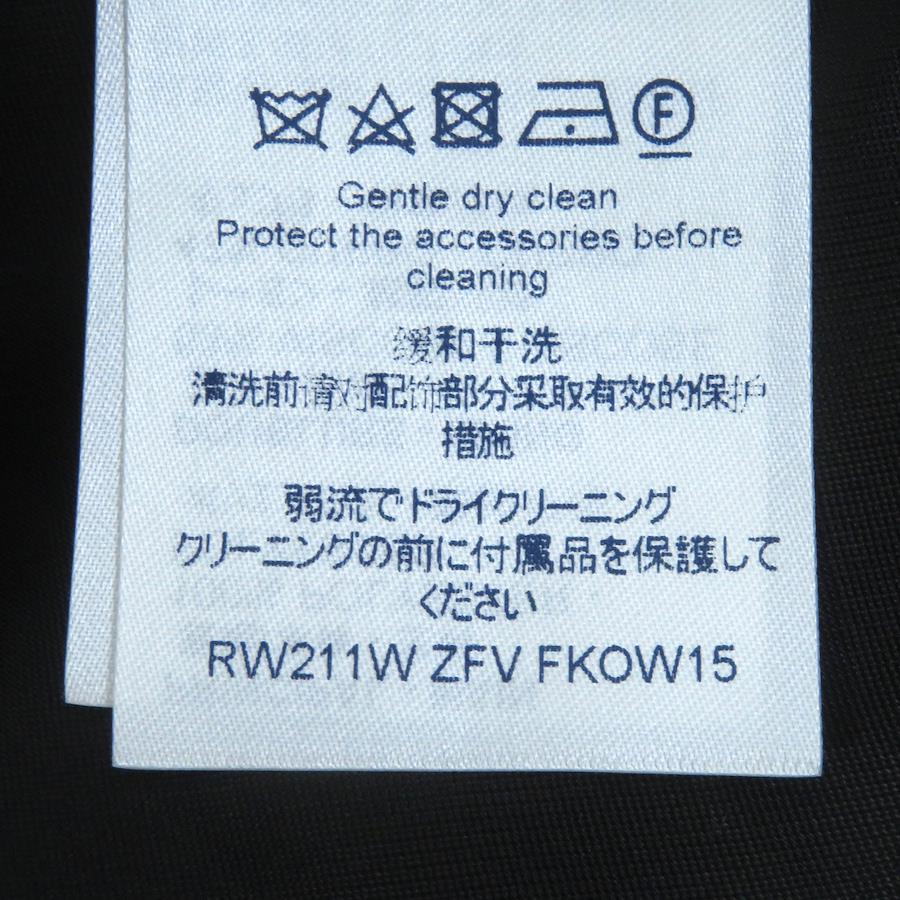 F
Gentle dry clean
Protect the accessories before
cleaning
缓和干洗
清洗前请对配饰部分采取有效的保护
措施
弱流でドライクリーニング
クリーニングの前に付属品を保護して
ください
RW211W ZFV FKOW15